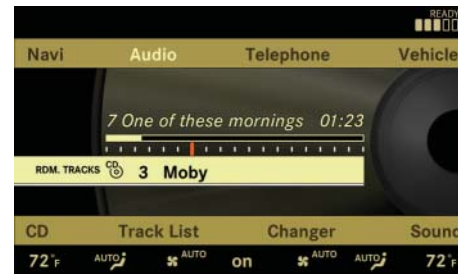 READY
Navi Audio Telephone Vehicle
7 One of these mornings 01:23
RDM. TRACKS CD 3 Moby
CD Track List Changer Sound
72°F AUTO AUTO on AUTO AUTO 72°F